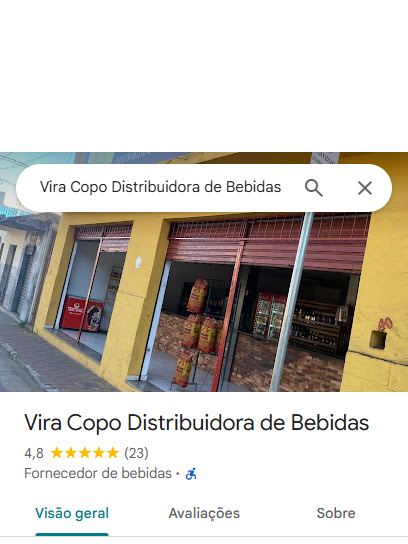 Vira Copo Distribuidora de Bebidas
Vira Copo Distribuidora de Bebidas
4,8 (23)
Fornecedor de bebidas ·
Visão geral
Avaliações
Sobre